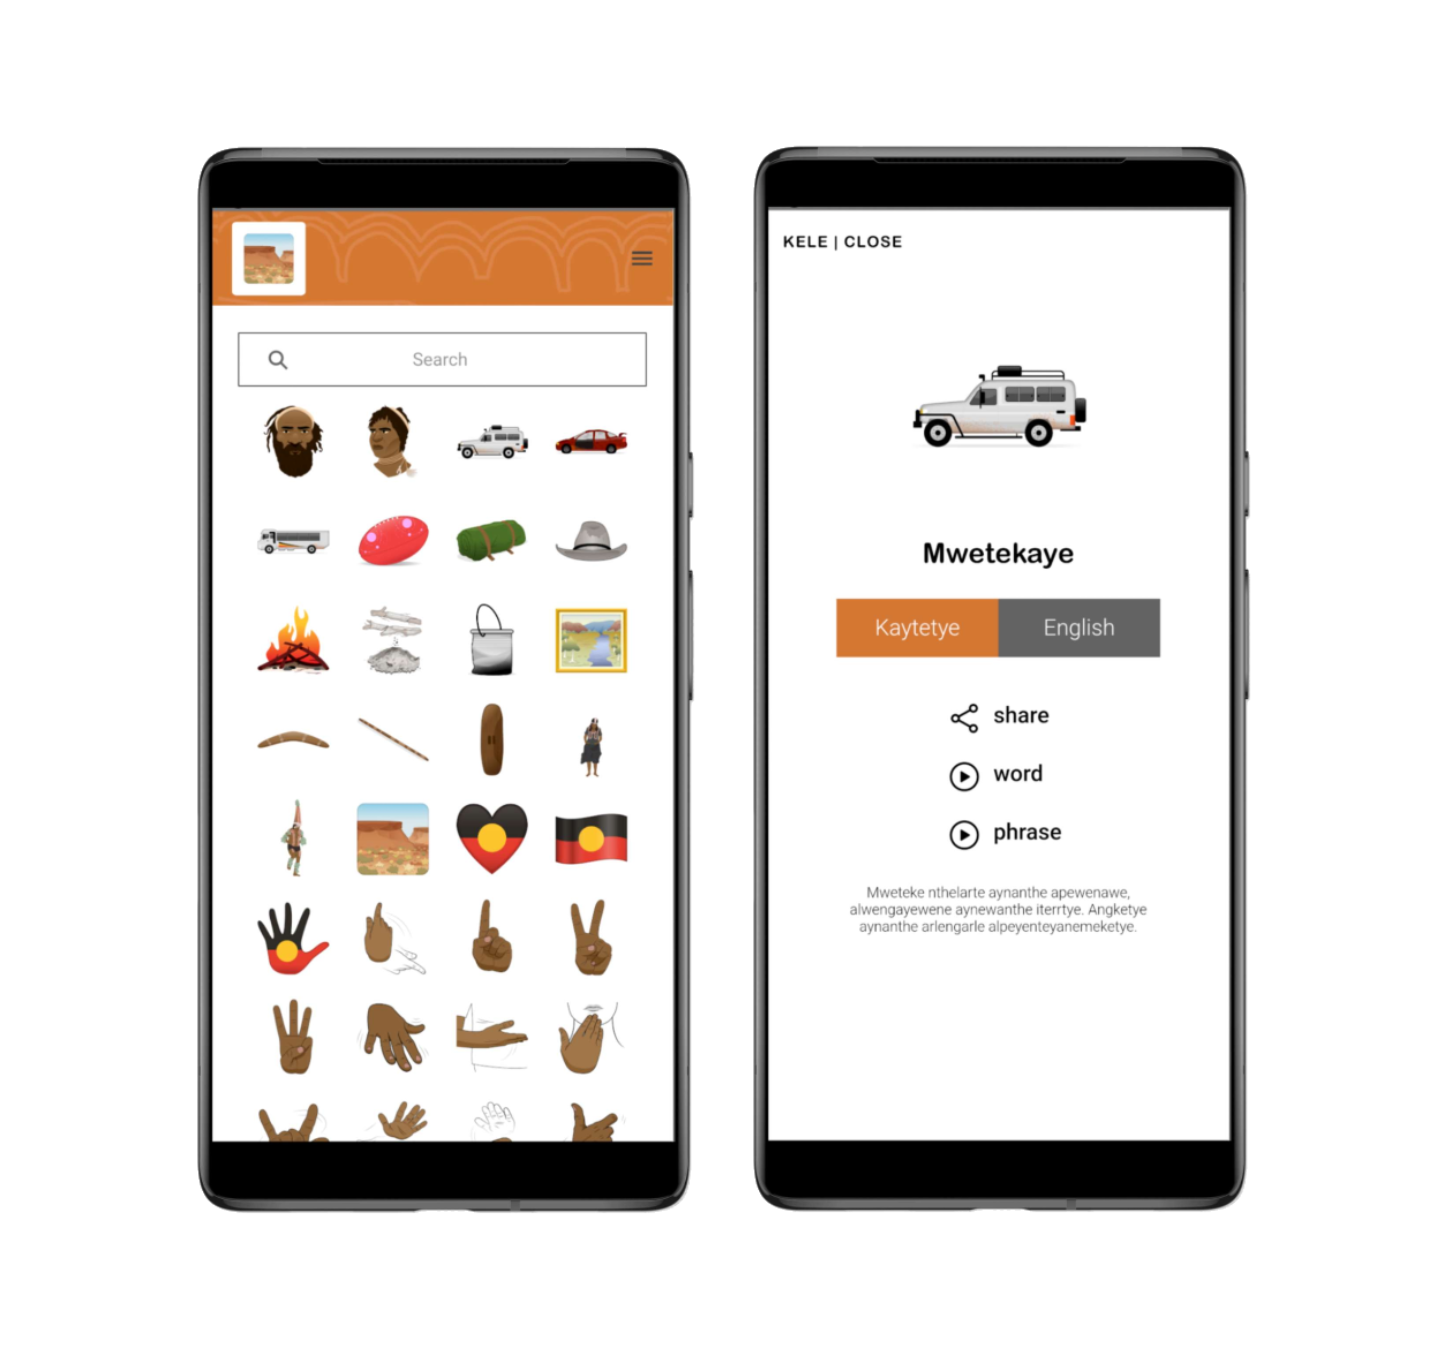 Search
KELE | CLOSE
Mwetekaye
Kaytetye
English
share
word
phrase
Mweteke nthelarte aynanthe apewenawe,
alwengayewene aynewanthe iterrtye. Angketye
aynanthe arlengarle alpeyenteyanemeketye.